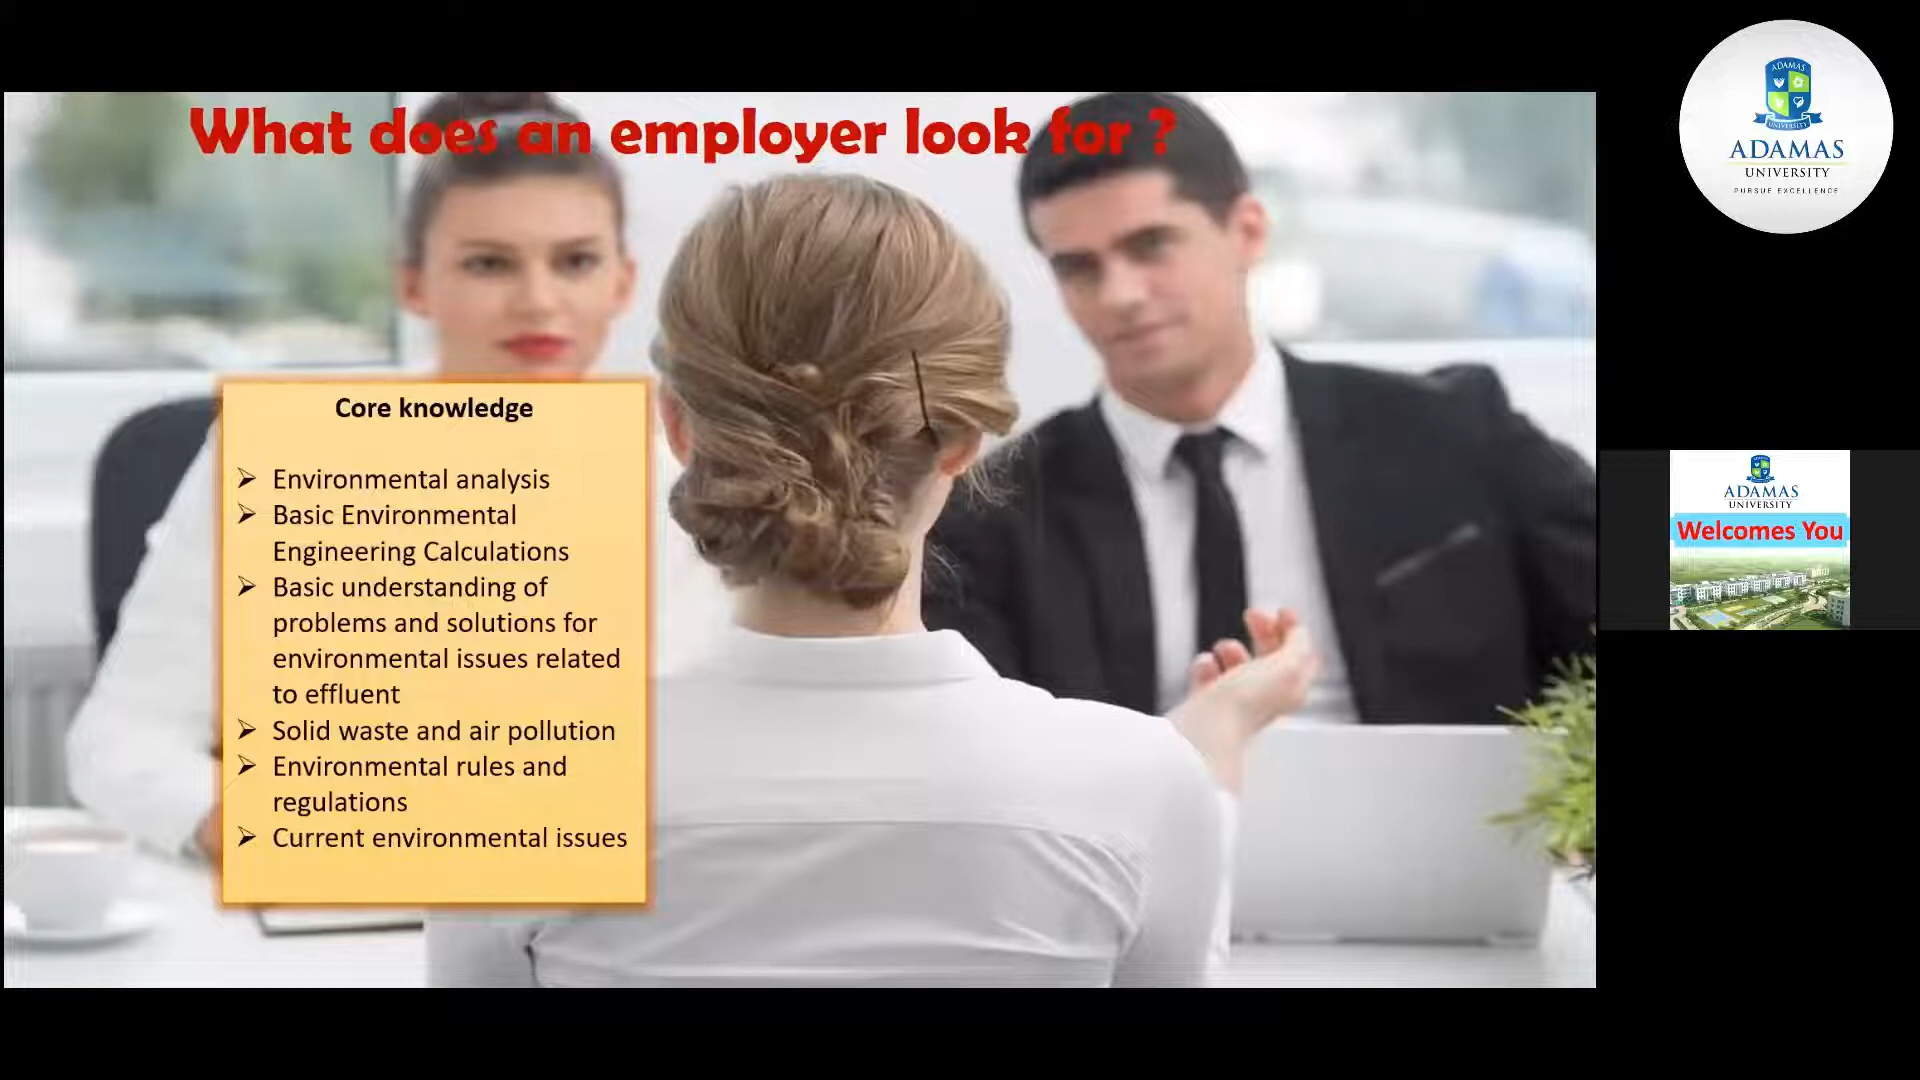 What does an employer look for ?
Core knowledge
➢ Environmental analysis
➢ Basic Environmental
Engineering Calculations
➢ Basic understanding of
problems and solutions for
environmental issues related
to effluent
➢ Solid waste and air pollution
➢ Environmental rules and
regulations
➢ Current environmental issues
ADAMAS
UNIVERSITY
ADAMAS
UNIVERSITY
PURSUE EXCELLENCE
ADAMAS
UNIVERSITY
Welcomes You